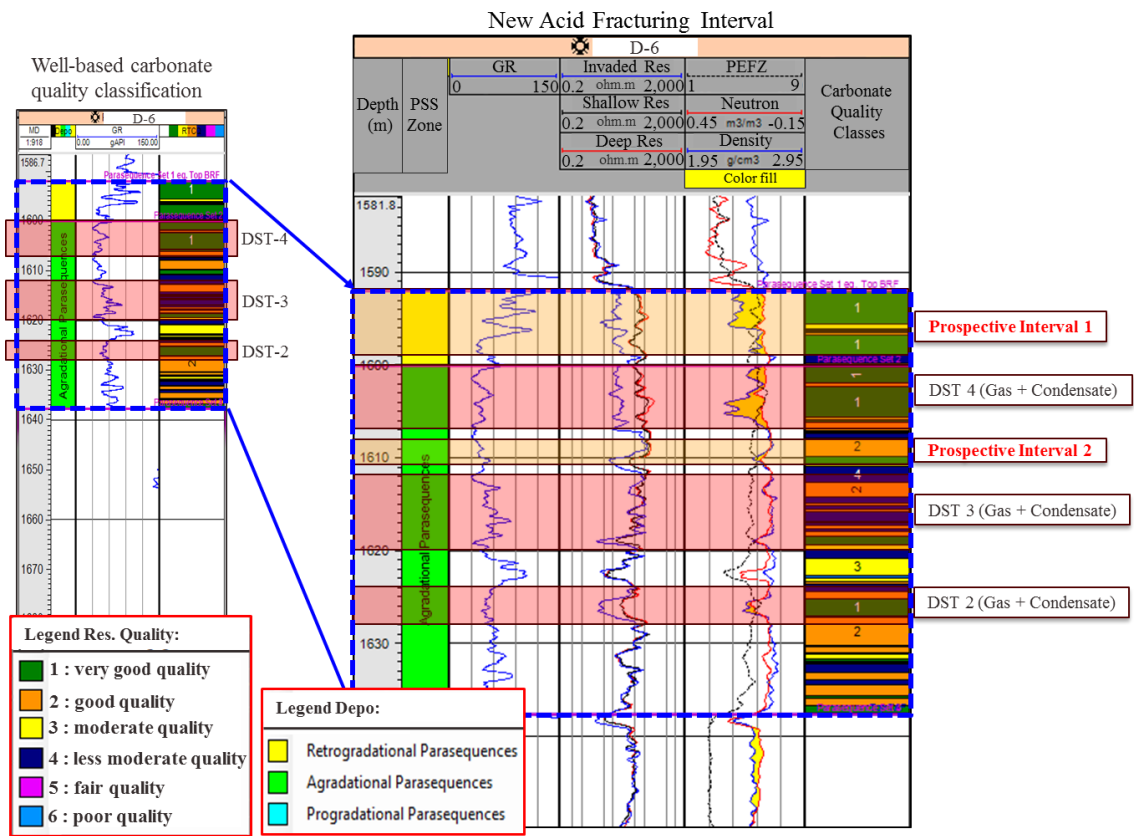 New Acid Fracturing Interval
Well-based carbonate
quality classification
D-6
MD
Depo
GR
RTC
1:918
0.00 gAPI 150.00
1586.7
Parasequence Set 1 eq. Top BRF
1
1600
1
1610
1620
2
1630
1640
1650
1660
1670
Agradational Parasequences
DST-4
DST-3
DST-2
D-6
Depth
(m)
PSS
Zone
GR
0 150
Invaded Res
0.2 ohm.m 2,000
Shallow Res
0.2 ohm.m 2,000
Deep Res
0.2 ohm.m 2,000
PEFZ
1 9
Neutron
0.45 m3/m3 -0.15
Density
1.95 g/cm3 2.95
Color fill
Carbonate
Quality
Classes
1581.8
1590
Parasequence Set 1 eq. Top BRF
1
1
Parasequence Set 2
1600
1
1
2
1610
4
2
1620
3
1
2
1630
Agradational Parasequences
Prospective Interval 1
DST 4 (Gas + Condensate)
Prospective Interval 2
DST 3 (Gas + Condensate)
DST 2 (Gas + Condensate)
Legend Res. Quality:
1 : very good quality
2 : good quality
3 : moderate quality
4 : less moderate quality
5 : fair quality
6 : poor quality
Legend Depo:
Retrogradational Parasequences
Agradational Parasequences
Progradational Parasequences